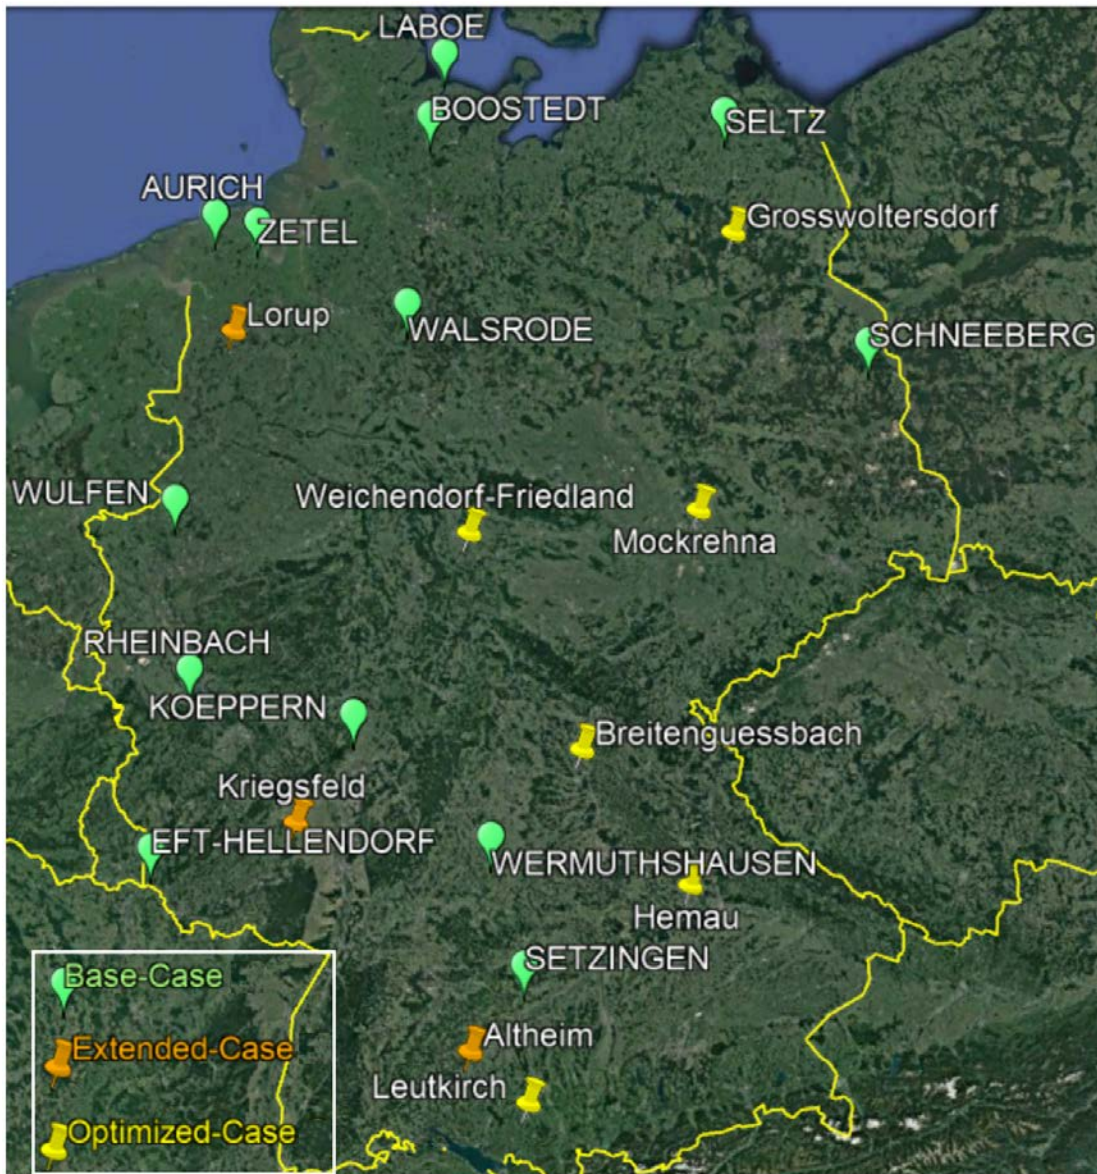 LABOE
BOOSTEDT
SELTZ
AURICH
ZETEL
Grosswoltersdorf
Lorup
WALSRODE
SCHNEEBERG
WULFEN
Weichendorf-Friedland
Mockrehna
RHEINBACH
KOEPPERN
Breitenguessbach
Kriegsfeld
EFT-HELLENDORF
WERMUTHSHAUSEN
Hemau
SETZINGEN
Altheim
Leutkirch
Base-Case
Extended-Case
Optimized-Case